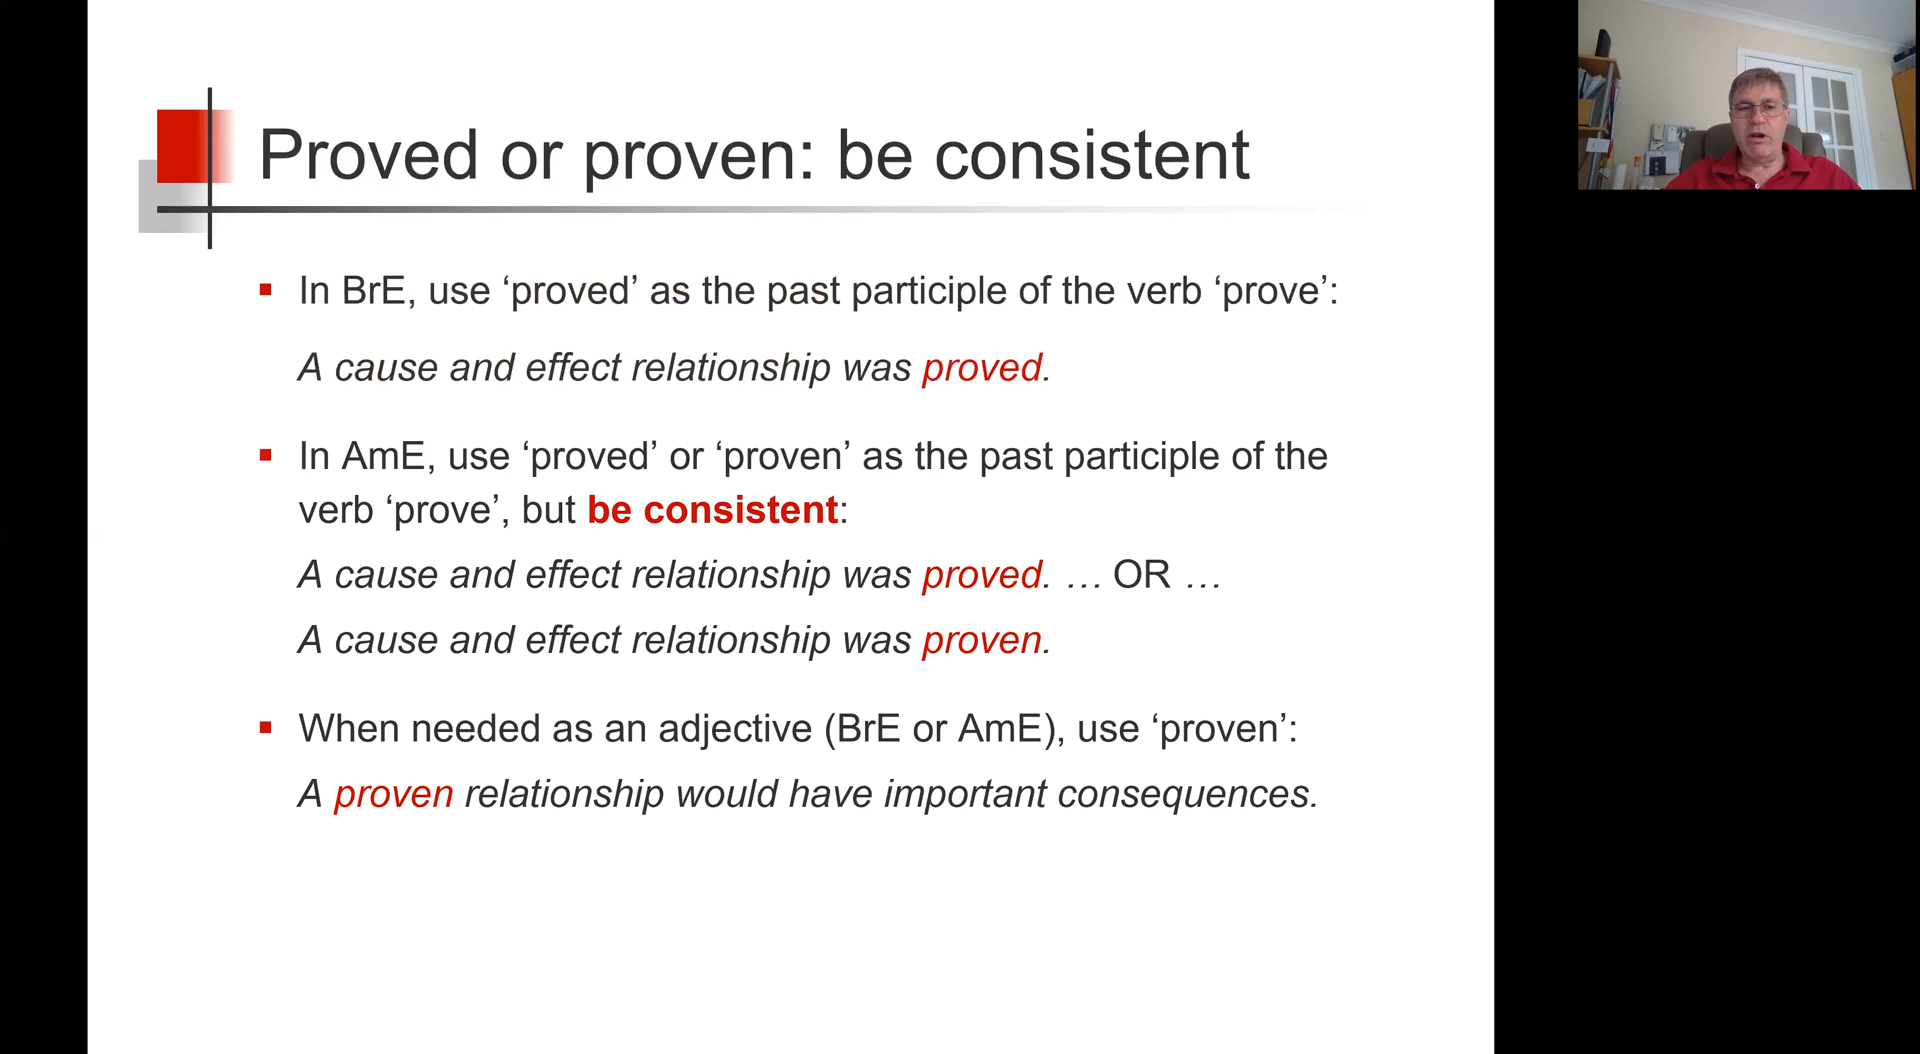 Proved or proven: be consistent
In BrE, use ‘proved’ as the past participle of the verb ‘prove’:
A cause and effect relationship was proved.
In AmE, use ‘proved’ or ‘proven’ as the past participle of the
verb ‘prove’, but be consistent:
A cause and effect relationship was proved. … OR …
A cause and effect relationship was proven.
When needed as an adjective (BrE or AmE), use ‘proven’:
A proven relationship would have important consequences.